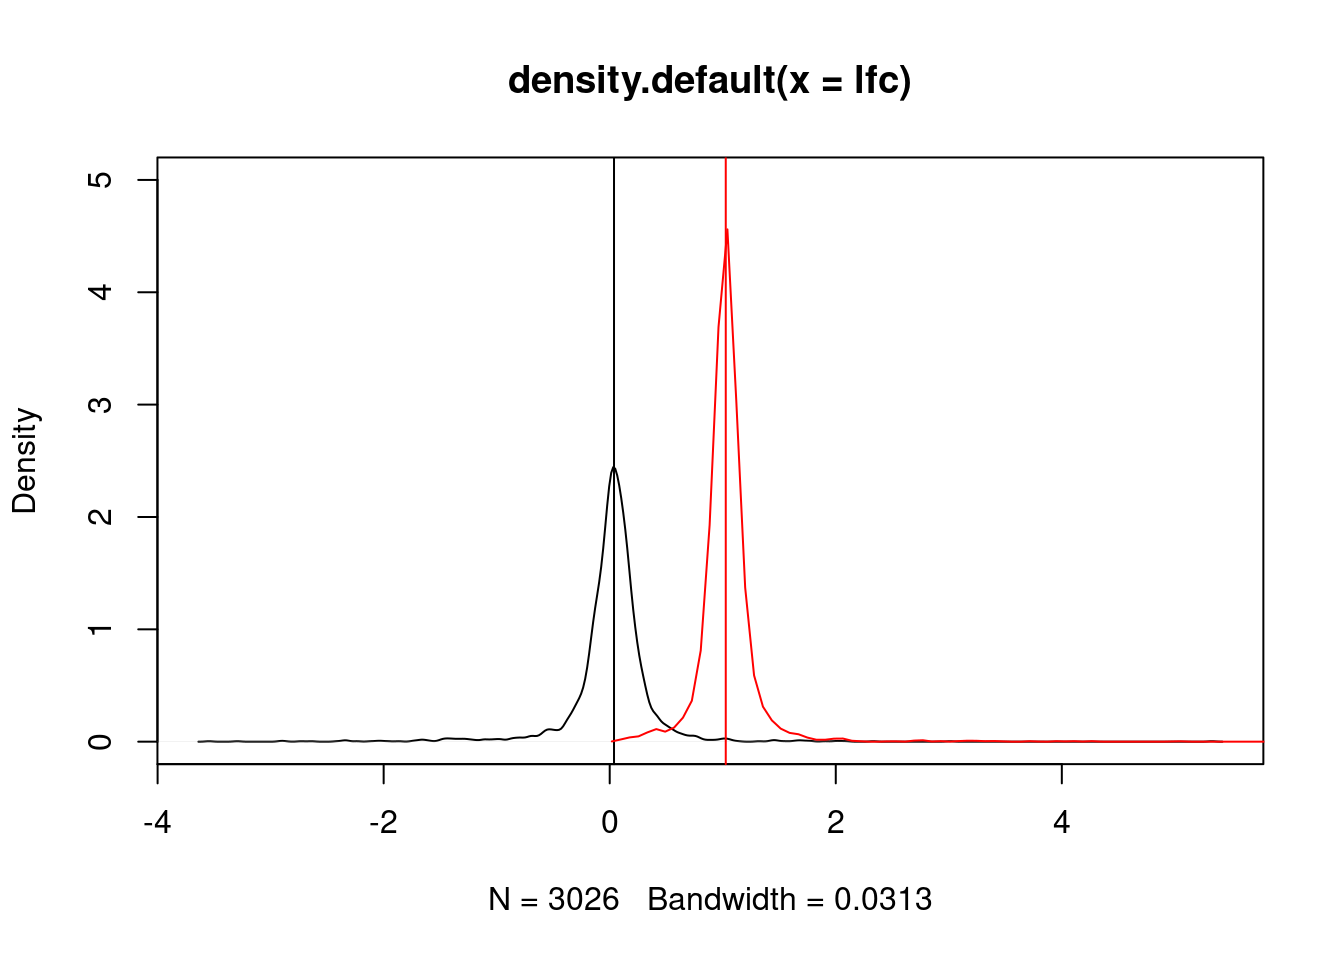 density.default(x = lfc)
Density
5
4
3
2
1
0
-4 -2 0 2 4
N = 3026 Bandwidth = 0.0313